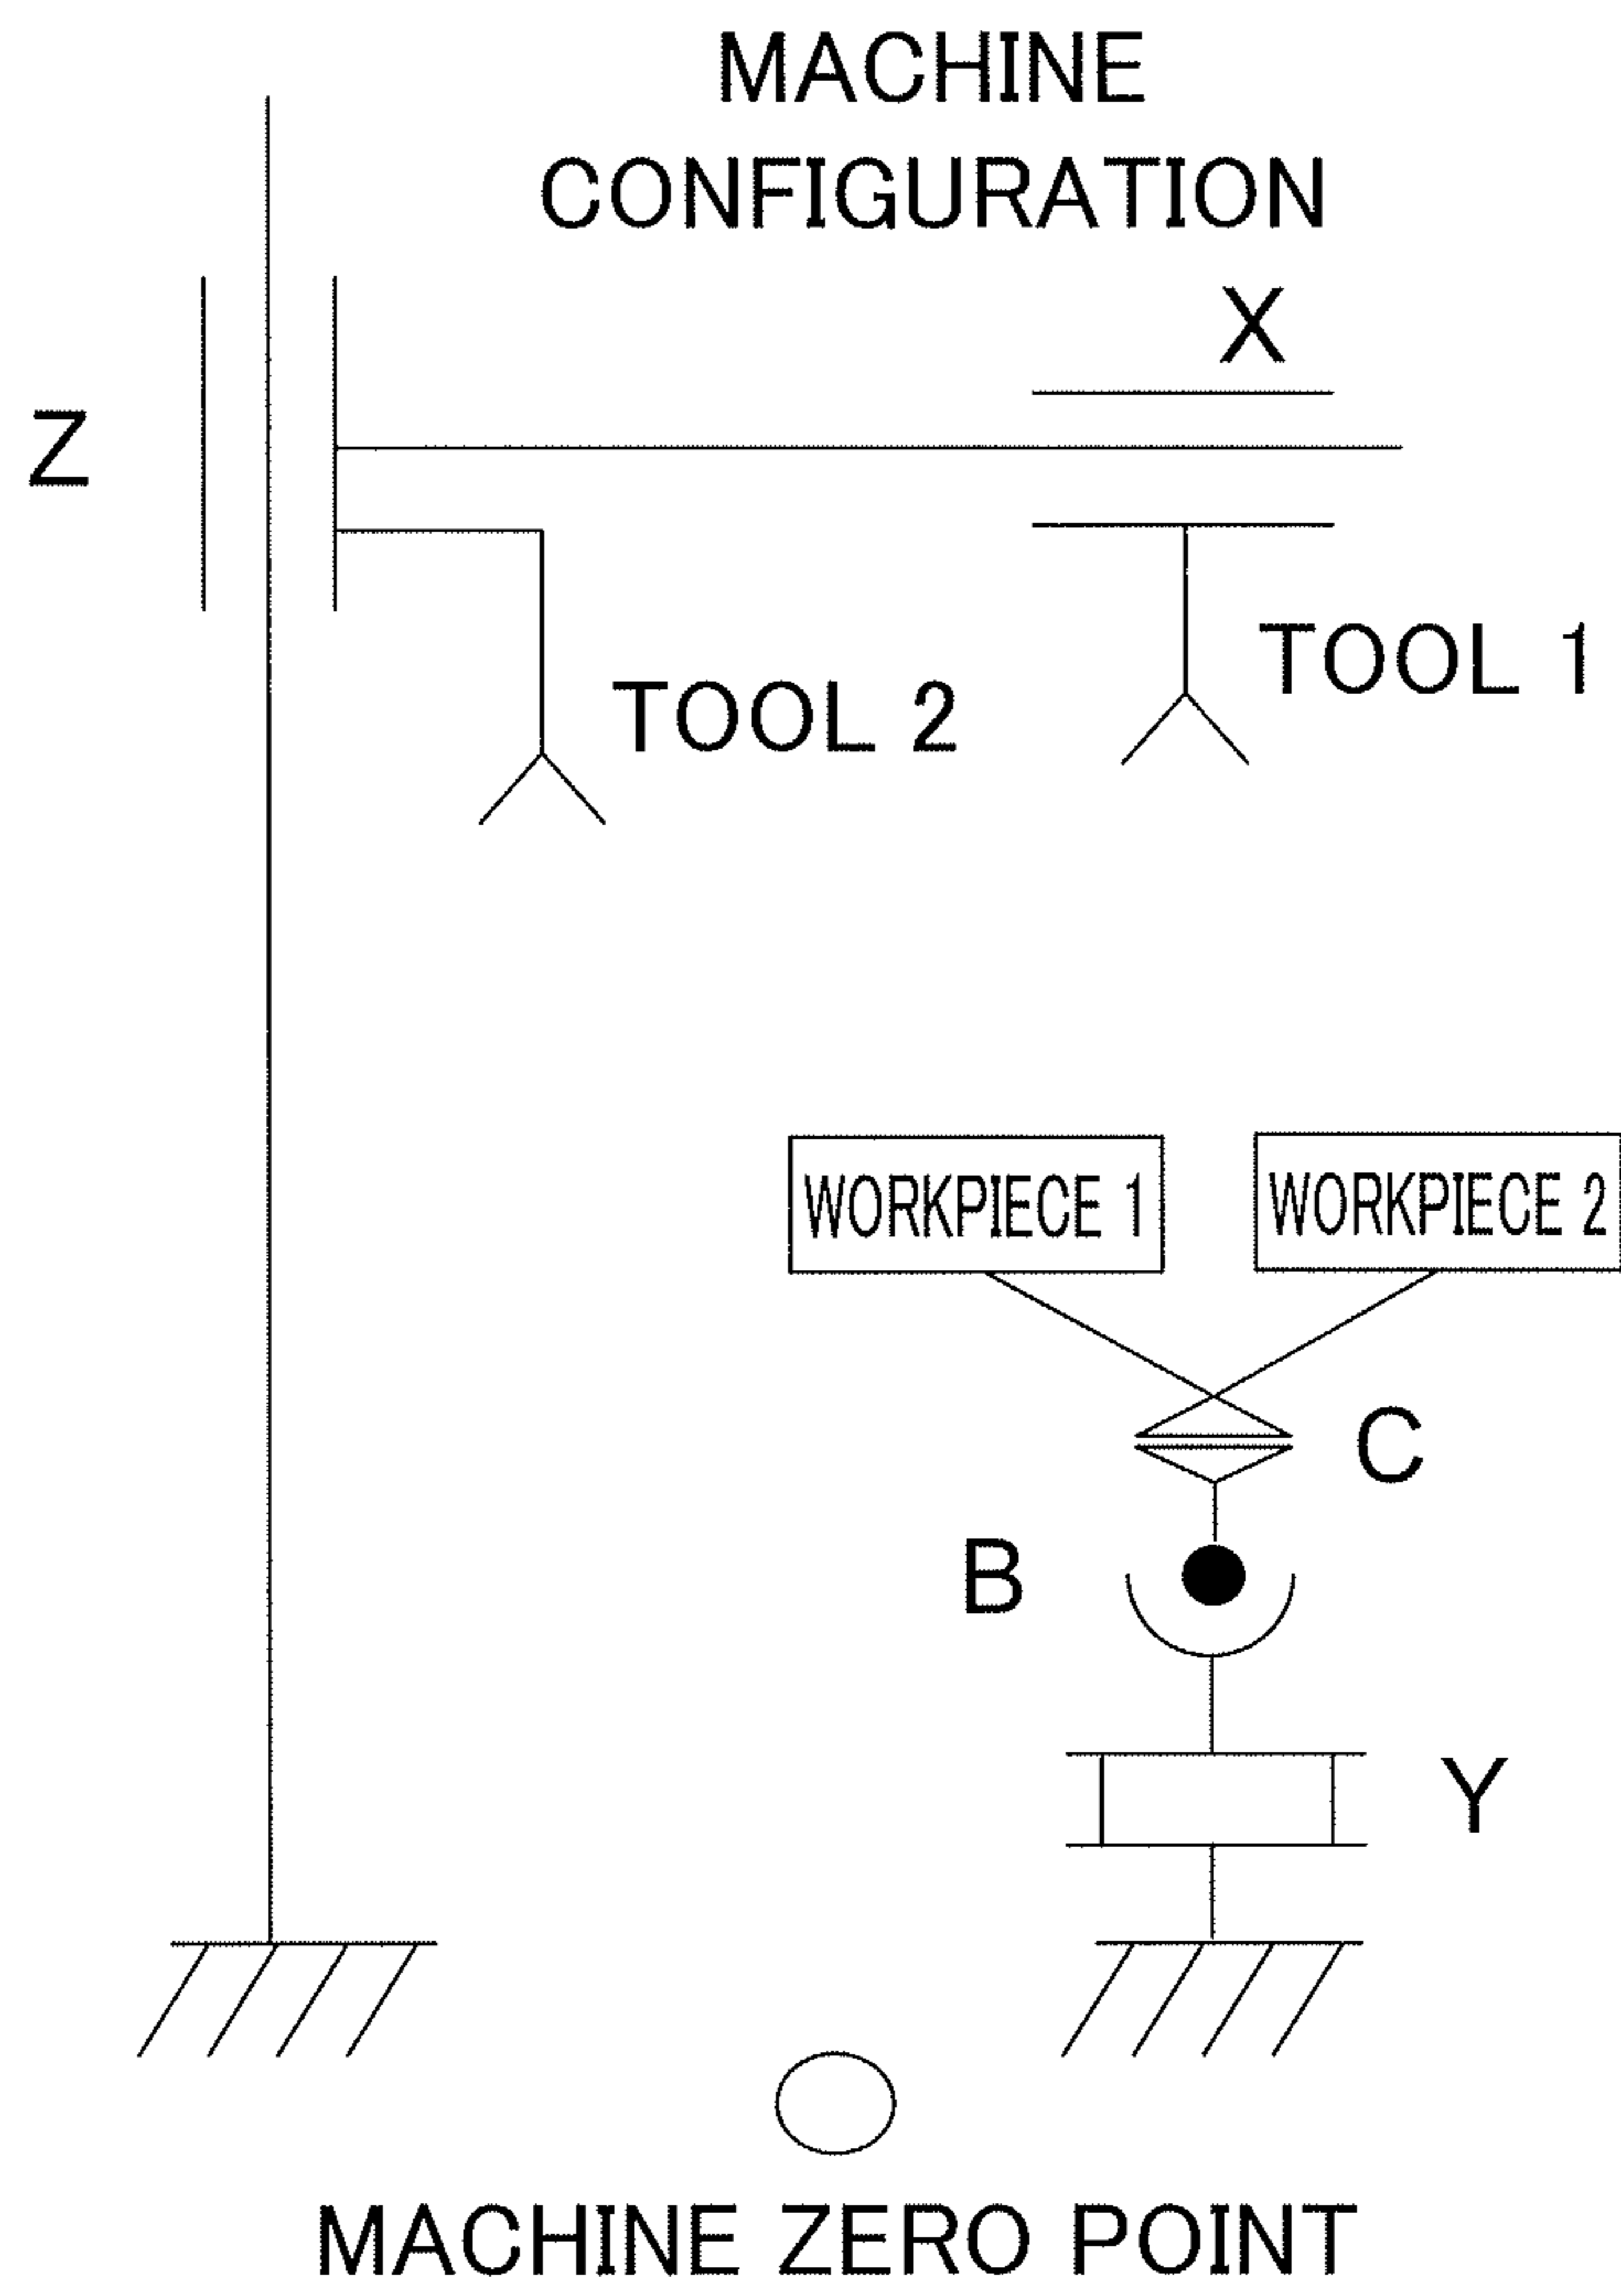 MACHINE
CONFIGURATION
X
Z
TOOL 1
TOOL 2
WORKPIECE 1
WORKPIECE 2
C
B
Y
MACHINE ZERO POINT